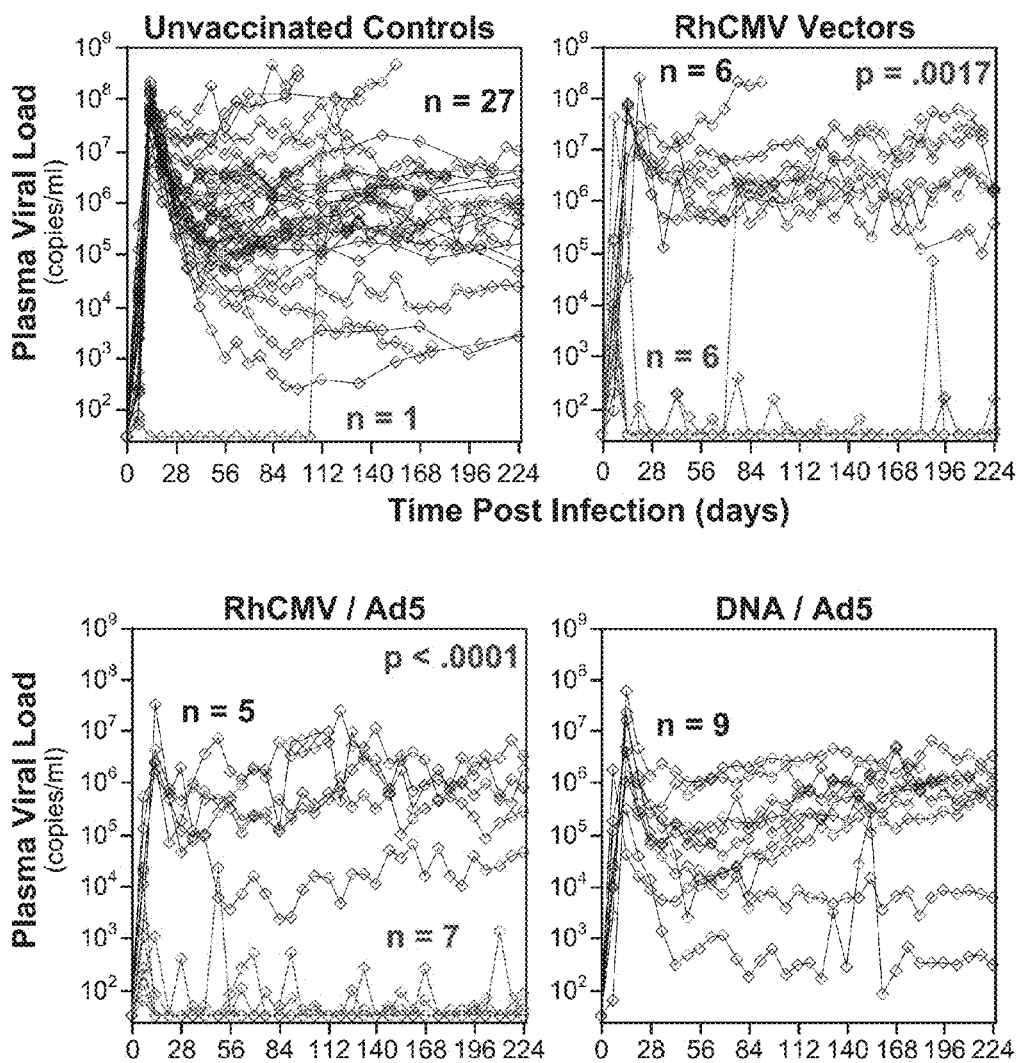 Unvaccinated Controls
RhCMV Vectors
Plasma Viral Load
(copies/ml)
10⁹
10⁸
10⁷
10⁶
10⁵
10⁴
10³
10²
n = 27
n = 1
0 28 56 84 112 140 168 196 224
10⁹
10⁸
10⁷
10⁶
10⁵
10⁴
10³
10²
n = 6
p = .0017
n = 6
0 28 56 84 112 140 168 196 224
Time Post Infection (days)
RhCMV / Ad5
DNA / Ad5
Plasma Viral Load
(copies/ml)
10⁹
10⁸
10⁷
10⁶
10⁵
10⁴
10³
10²
p < .0001
n = 5
n = 7
0 28 56 84 112 140 168 196 224
10⁹
10⁸
10⁷
10⁶
10⁵
10⁴
10³
10²
n = 9
0 28 56 84 112 140 168 196 224